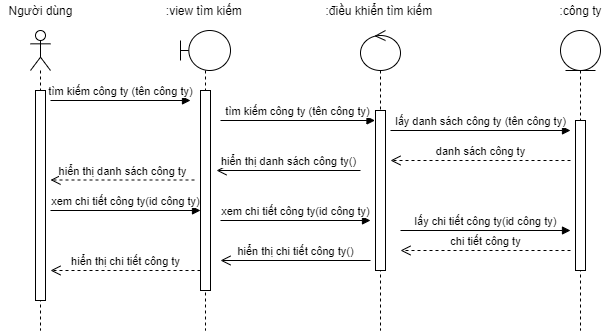 Người dùng
:view tìm kiếm
:điều khiển tìm kiếm
:công ty
tìm kiếm công ty (tên công ty)
tìm kiếm công ty (tên công ty)
lấy danh sách công ty (tên công ty)
danh sách công ty
hiển thị danh sách công ty()
hiển thị danh sách công ty
xem chi tiết công ty(id công ty)
xem chi tiết công ty(id công ty)
lấy chi tiết công ty(id công ty)
chi tiết công ty
hiển thị chi tiết công ty()
hiển thị chi tiết công ty